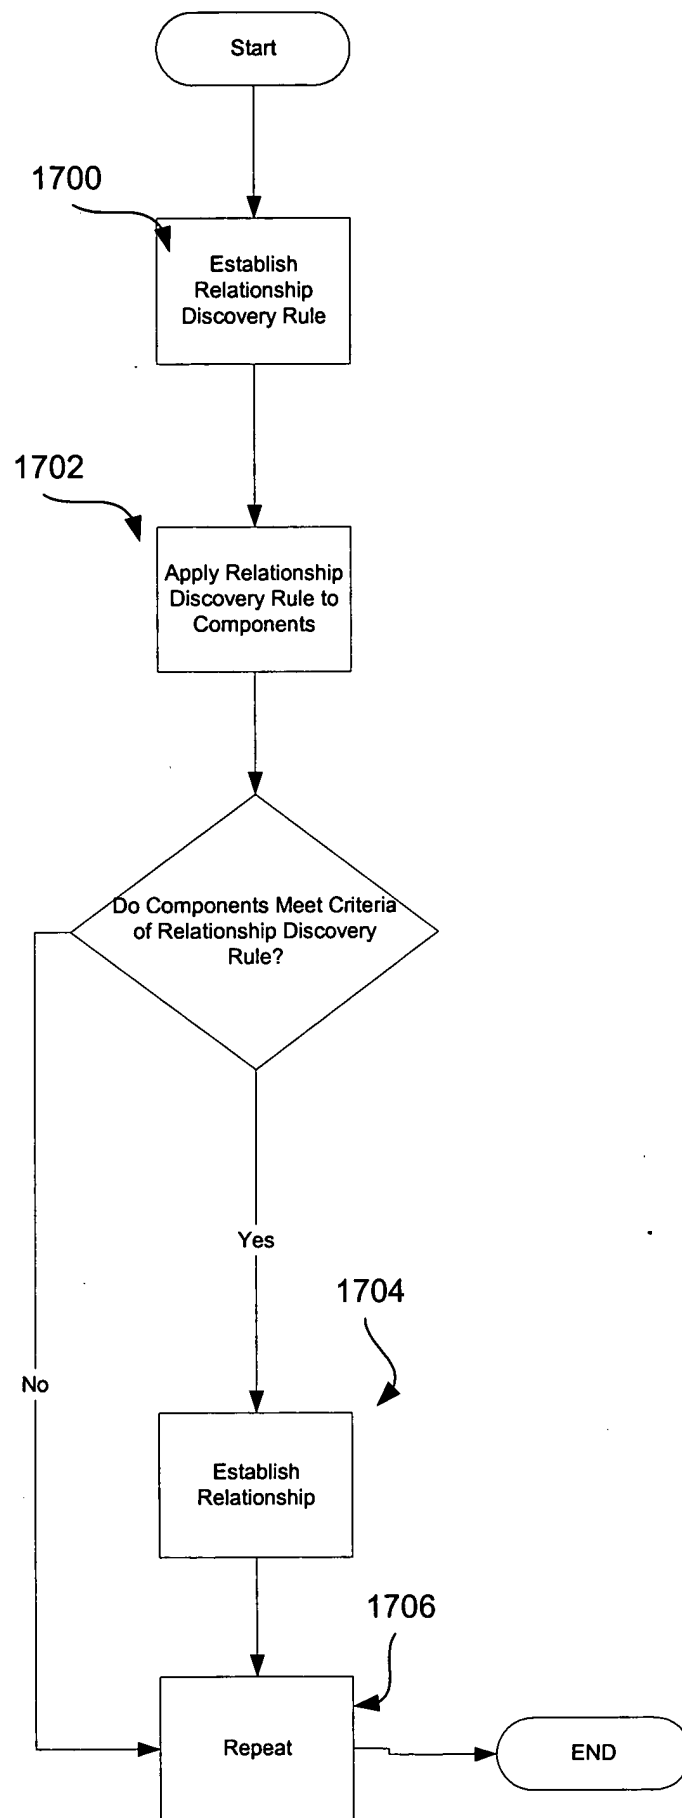 Start
1700
Establish
Relationship
Discovery Rule
1702
Apply Relationship
Discovery Rule to
Components
Do Components Meet Criteria
of Relationship Discovery
Rule?
Yes
1704
No
Establish
Relationship
1706
Repeat
END